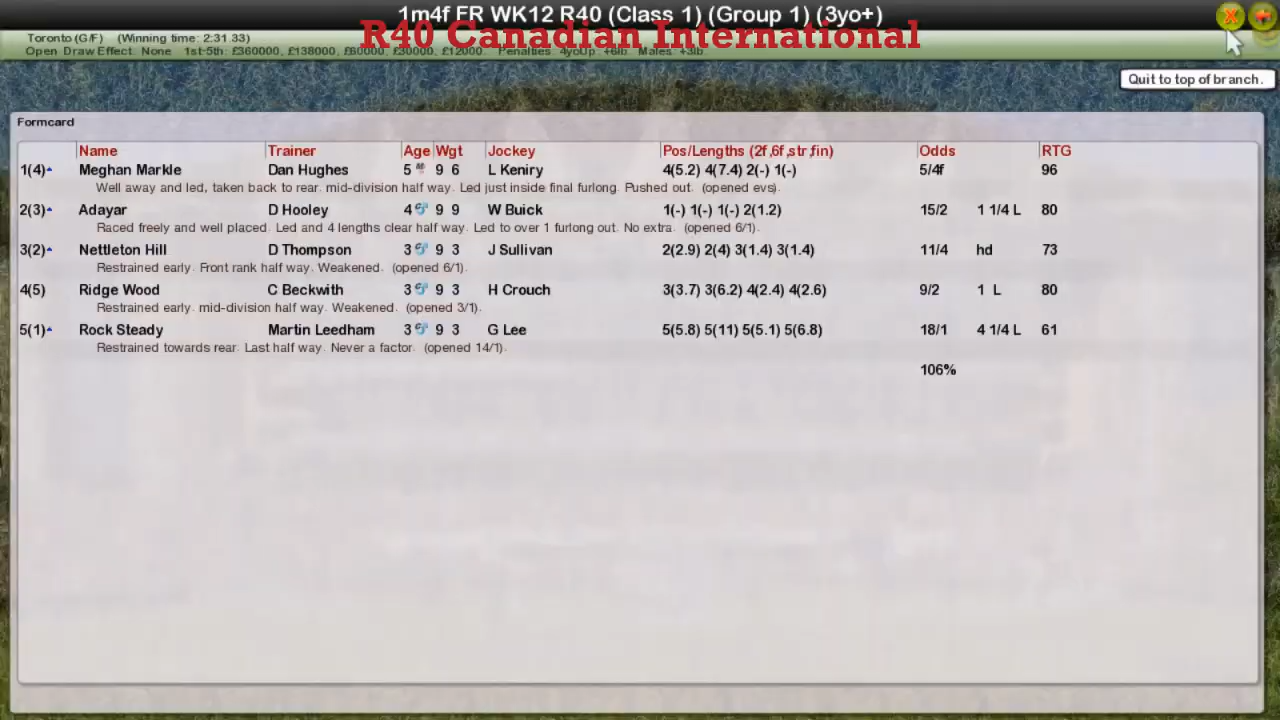 1m4f FR WK12 R40 (Class 1) (Group 1) (3yo+)
R40 Canadian International
Toronto (G/F) (Winning time: 2:31.33)
Open. Draw Effect: None. 1st-5th: £360000, £138000, £60000, £30000, £12000. Penalties: 4yoUp: +6lb. Males: +3lb.
Quit to top of branch.
Formcard
Name Trainer Age Wgt Jockey Pos/Lengths (2f,6f,str,fin) Odds RTG
1(4) Meghan Markle Dan Hughes 5 9 6 L Keniry 4(5.2) 4(7.4) 2(-) 1(-) 5/4f 96
Well away and led, taken back to rear. mid-division half way. Led just inside final furlong. Pushed out. (opened evs).
2(3) Adayar D Hooley 4 9 9 W Buick 1(-) 1(-) 1(-) 2(1.2) 15/2 1 1/4 L 80
Raced freely and well placed. Led and 4 lengths clear half way. Led to over 1 furlong out. No extra. (opened 6/1).
3(2) Nettleton Hill D Thompson 3 9 3 J Sullivan 2(2.9) 2(4) 3(1.4) 3(1.4) 11/4 hd 73
Restrained early. Front rank half way. Weakened. (opened 6/1).
4(5) Ridge Wood C Beckwith 3 9 3 H Crouch 3(3.7) 3(6.2) 4(2.4) 4(2.6) 9/2 1 L 80
Restrained early. mid-division half way. Weakened. (opened 3/1).
5(1) Rock Steady Martin Leedham 3 9 3 G Lee 5(5.8) 5(11) 5(5.1) 5(6.8) 18/1 4 1/4 L 61
Restrained towards rear. Last half way. Never a factor. (opened 14/1).
106%